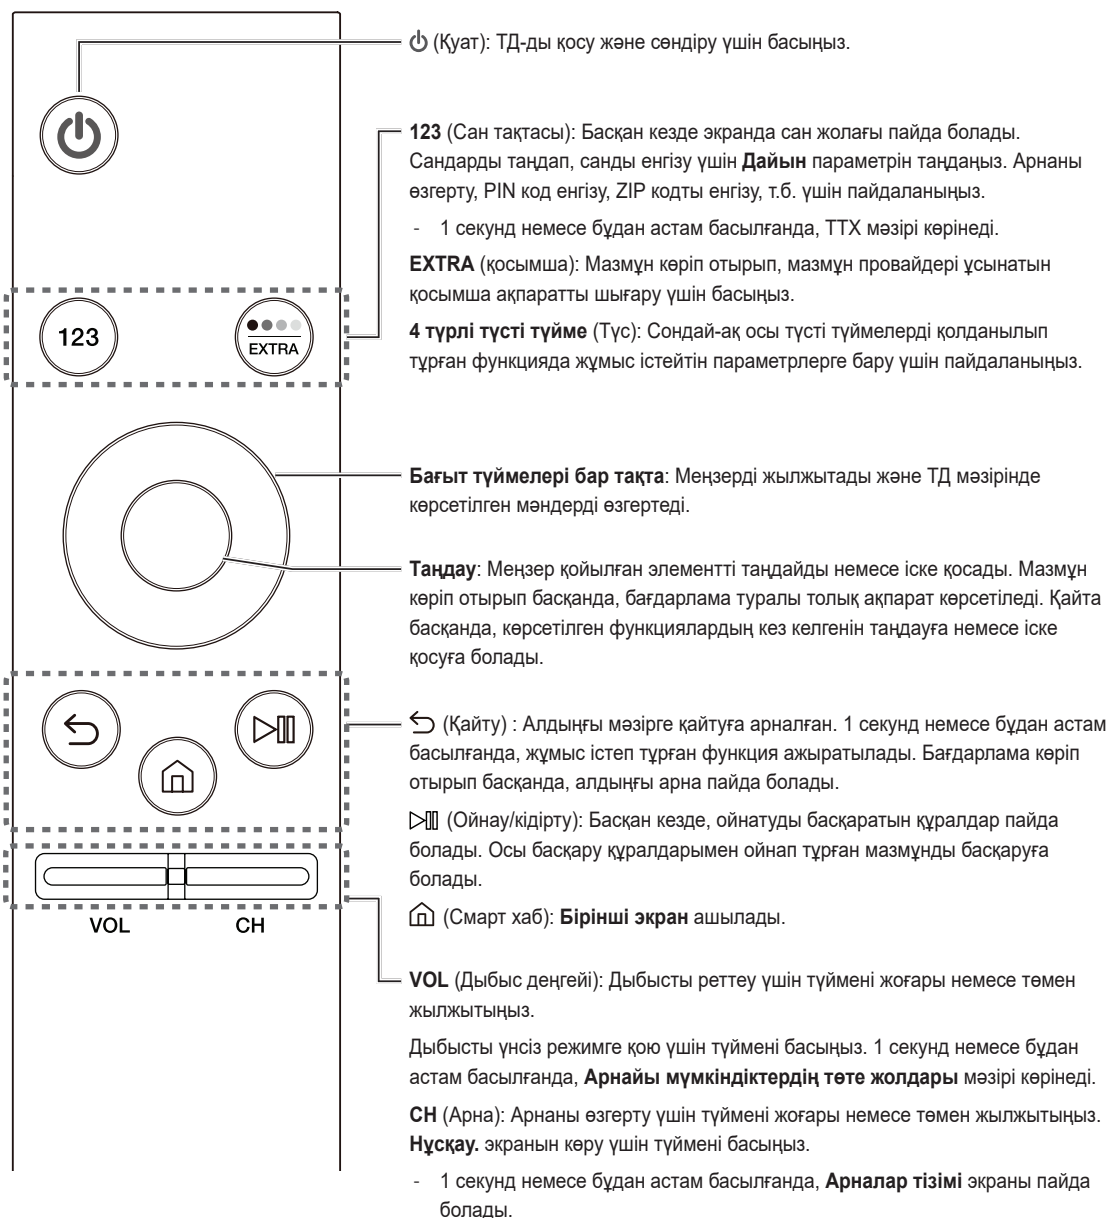 (Қуат): ТД-ды қосу және сөндіру үшін басыңыз.
123 (Сан тақтасы): Басқан кезде экранда сан жолағы пайда болады.
Сандарды таңдап, санды енгізу үшін Дайын параметрін таңдаңыз. Арнаны
өзгерту, PIN код енгізу, ZIP кодты енгізу, т.б. үшін пайдаланыңыз.
- 1 секунд немесе бұдан астам басылғанда, TTX мәзірі көрінеді.
EXTRA (қосымша): Мазмұн көріп отырып, мазмұн провайдері ұсынатын
қосымша ақпаратты шығару үшін басыңыз.
4 түрлі түсті түйме (Түс): Сондай-ақ осы түсті түймелерді қолданылып
тұрған функцияда жұмыс істейтін параметрлерге бару үшін пайдаланыңыз.
123
EXTRA
Бағыт түймелері бар тақта: Меңзерді жылжытады және ТД мәзірінде
көрсетілген мәндерді өзгертеді.
Таңдау: Меңзер қойылған элементті таңдайды немесе іске қосады. Мазмұн
көріп отырып басқанда, бағдарлама туралы толық ақпарат көрсетіледі. Қайта
басқанда, көрсетілген функциялардың кез келгенін таңдауға немесе іске
қосуға болады.
(Қайту) : Алдыңғы мәзірге қайтуға арналған. 1 секунд немесе бұдан астам
басылғанда, жұмыс істеп тұрған функция ажыратылады. Бағдарлама көріп
отырып басқанда, алдыңғы арна пайда болады.
(Ойнау/кідірту): Басқан кезде, ойнатуды басқаратын құралдар пайда
болады. Осы басқару құралдарымен ойнап тұрған мазмұнды басқаруға
болады.
(Смарт хаб): Бірінші экран ашылады.
VOL
CH
VOL (Дыбыс деңгейі): Дыбысты реттеу үшін түймені жоғары немесе төмен
жылжытыңыз.
Дыбысты үнсіз режимге қою үшін түймені басыңыз. 1 секунд немесе бұдан
астам басылғанда, Арнайы мүмкіндіктердің төте жолдары мәзірі көрінеді.
CH (Арна): Арнаны өзгерту үшін түймені жоғары немесе төмен жылжытыңыз.
Нұсқау. экранын көру үшін түймені басыңыз.
- 1 секунд немесе бұдан астам басылғанда, Арналар тізімі экраны пайда
болады.